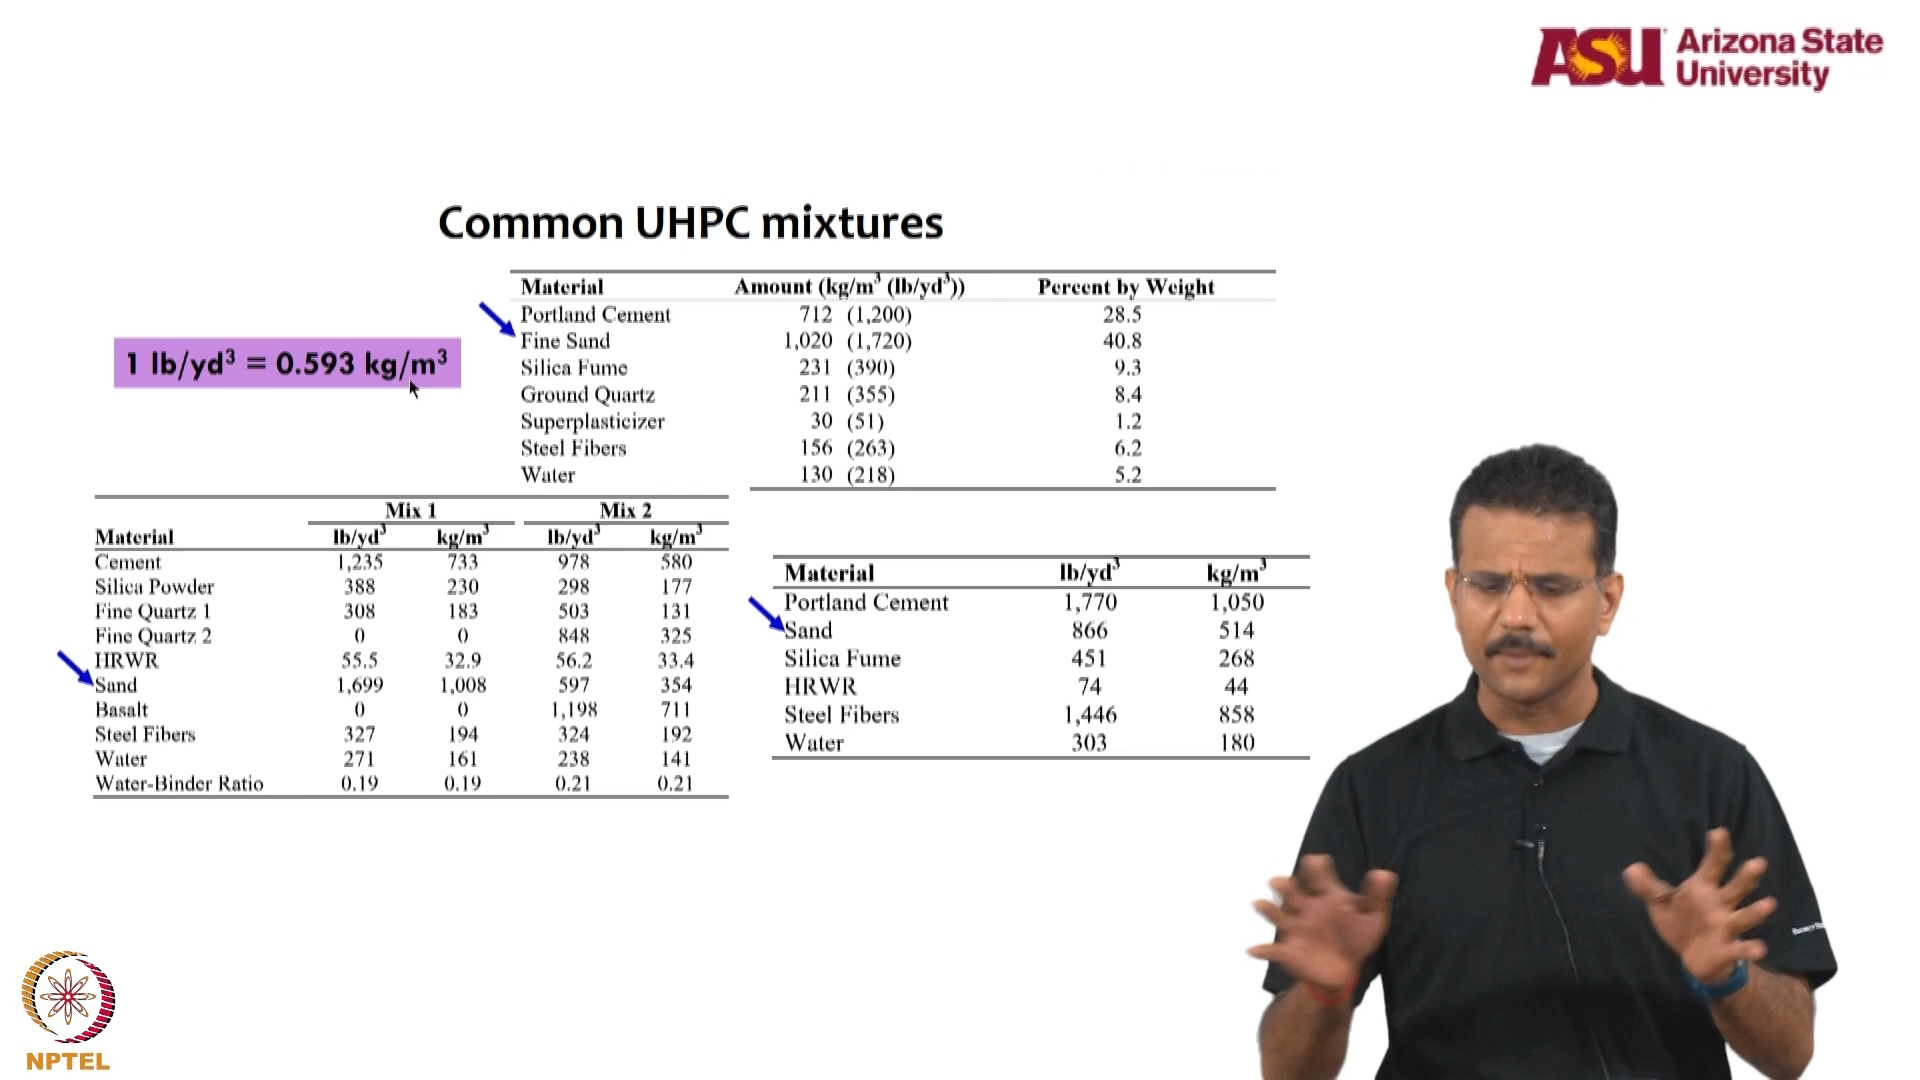 ASU Arizona State
University
Common UHPC mixtures
1 lb/yd³ = 0.593 kg/m³
Material Amount (kg/m³ (lb/yd³)) Percent by Weight
Portland Cement 712 (1,200) 28.5
Fine Sand 1,020 (1,720) 40.8
Silica Fume 231 (390) 9.3
Ground Quartz 211 (355) 8.4
Superplasticizer 30 (51) 1.2
Steel Fibers 156 (263) 6.2
Water 130 (218) 5.2
Mix 1 Mix 2
Material lb/yd³ kg/m³ lb/yd³ kg/m³
Cement 1,235 733 978 580
Silica Powder 388 230 298 177
Fine Quartz 1 308 183 503 131
Fine Quartz 2 0 0 848 325
HRWR 55.5 32.9 56.2 33.4
Sand 1,699 1,008 597 354
Basalt 0 0 1,198 711
Steel Fibers 327 194 324 192
Water 271 161 238 141
Water-Binder Ratio 0.19 0.19 0.21 0.21
Material lb/yd³ kg/m³
Portland Cement 1,770 1,050
Sand 866 514
Silica Fume 451 268
HRWR 74 44
Steel Fibers 1,446 858
Water 303 180
NPTEL